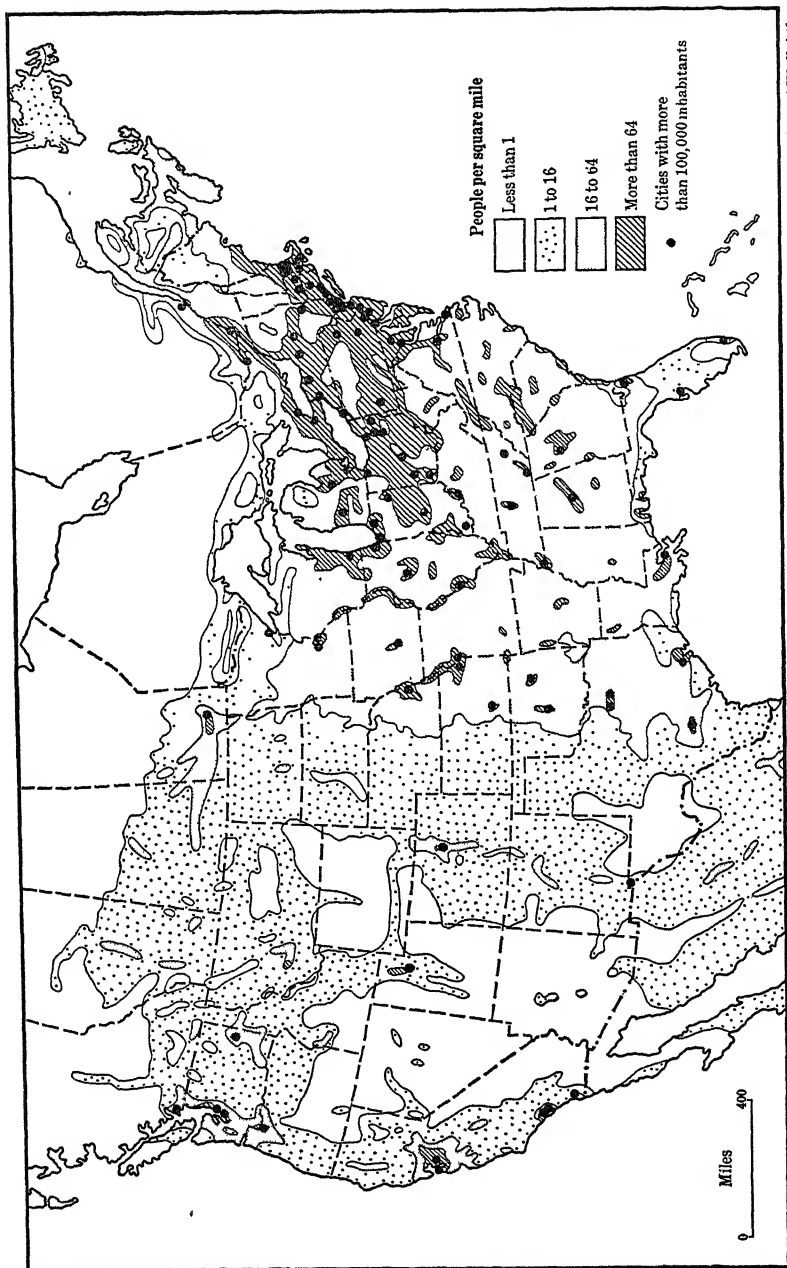 People per square mile
Less than 1
1 to 16
16 to 64
More than 64
Cities with more
than 100,000 inhabitants
Miles
0
400